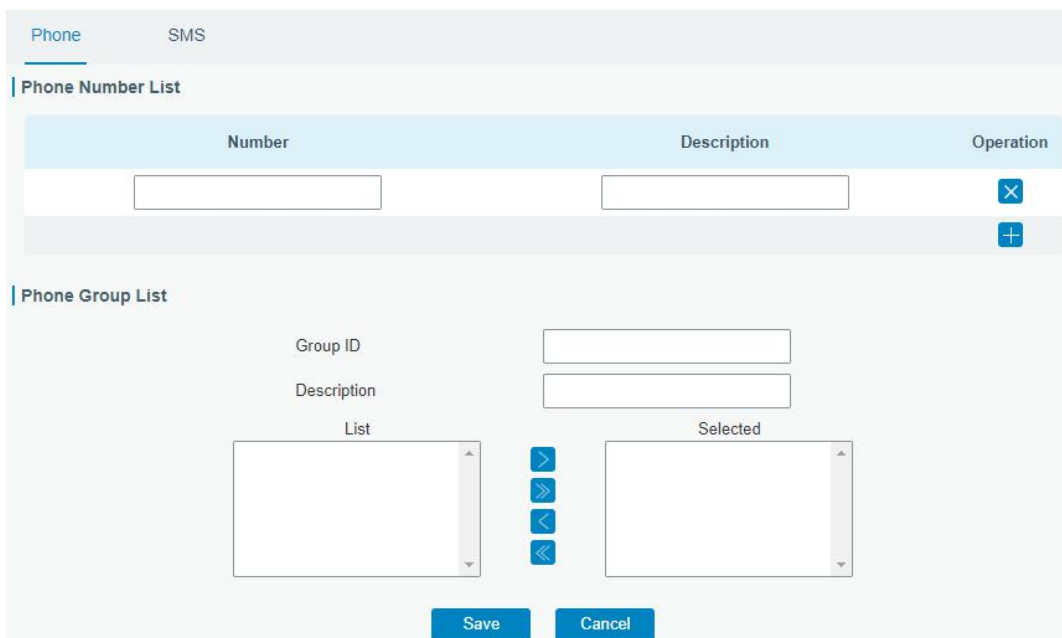 Phone SMS
Phone Number List
Number Description Operation
Phone Group List
Group ID
Description
List Selected
Save Cancel